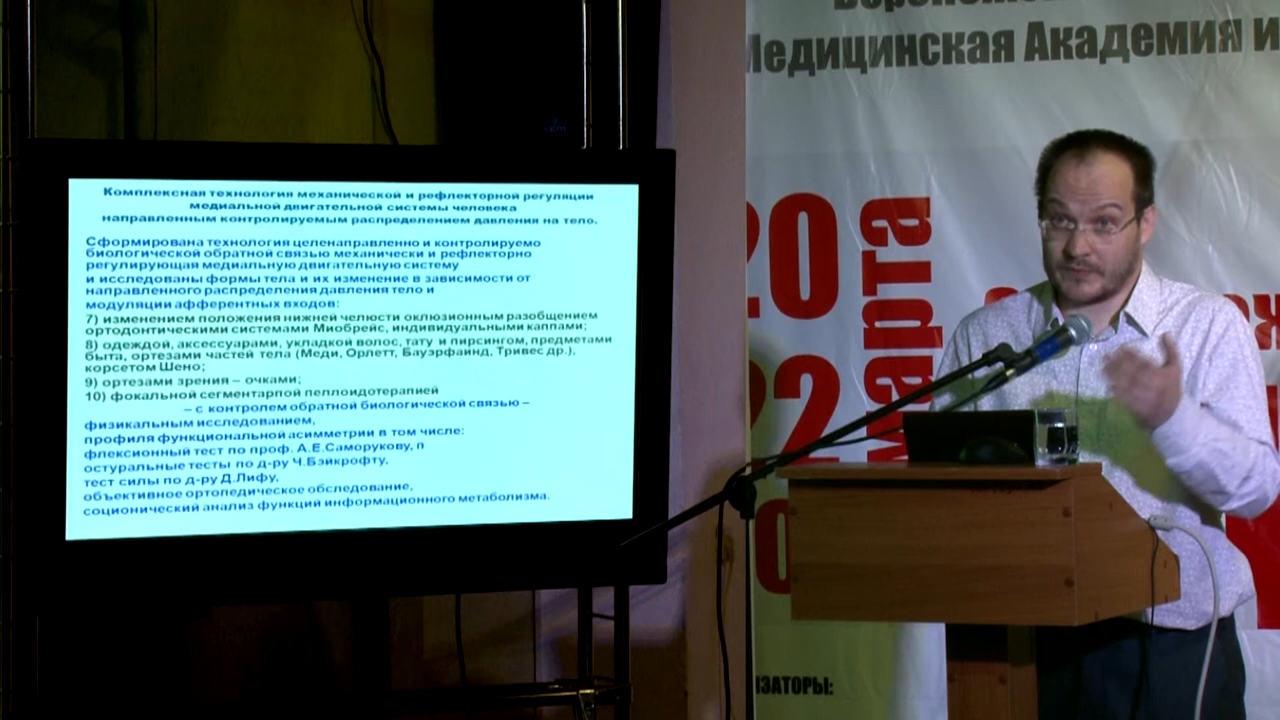 Комплексная технология механической и рефлекторной регуляции
медиальной двигательной системы человека
направленным контролируемым распределением давления на тело.
Сформирована технология целенаправленно и контролируемо
биологической обратной связью механически и рефлекторно
регулирующая медиальную двигательную систему
и исследованы формы тела и их изменение в зависимости от
направленного распределения давления тело и
модуляции афферентных входов:
7) изменением положения нижней челюсти оклюзионным разобщением
ортодонтическими системами Миобрейс, индивидуальными каппами;
8) одеждой, аксессуарами, укладкой волос, тату и пирсингом, предметами
быта, ортезами частей тела (Меди, Орлетт, Бауэрфаинд, Тривес др.),
корсетом Шено;
9) ортезами зрения – очками;
10) фокальной сегментарпой пеллоидотерапией
– с контролем обратной биологической связью –
физикальным исследованием,
профиля функциональной асимметрии в том числе:
флексионный тест по проф. А.Е.Саморукову, п
остуральные тесты по д-ру Ч.Бэйкрофту,
тест силы по д-ру Д.Лифу,
объективное ортопедическое обследование,
соционический анализ функций информационного метаболизма.
Медицинская Академия и
20
22
марта